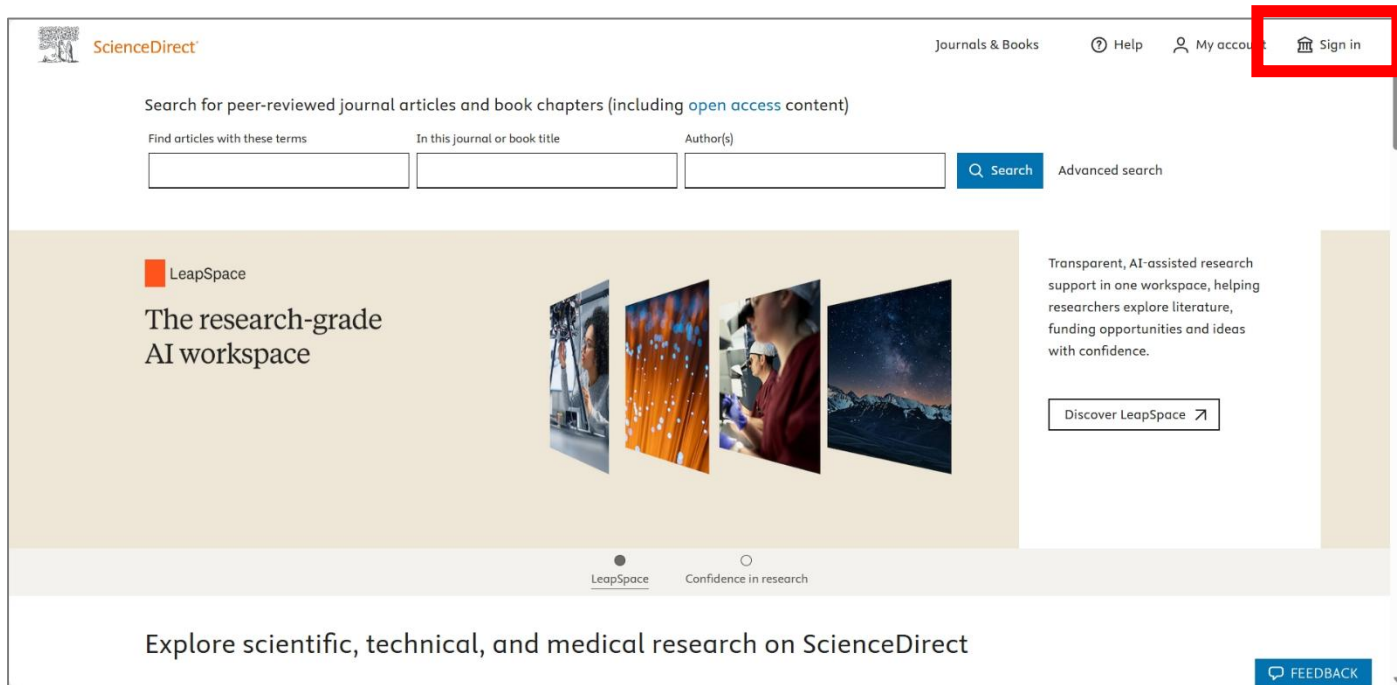 ScienceDirect
Journals & Books
Help
My account
Sign in
Search for peer-reviewed journal articles and book chapters (including open access content)
Find articles with these terms
In this journal or book title
Author(s)
Search
Advanced search
LeapSpace
The research-grade
AI workspace
Transparent, AI-assisted research
support in one workspace, helping
researchers explore literature,
funding opportunities and ideas
with confidence.
Discover LeapSpace
LeapSpace
Confidence in research
Explore scientific, technical, and medical research on ScienceDirect
FEEDBACK